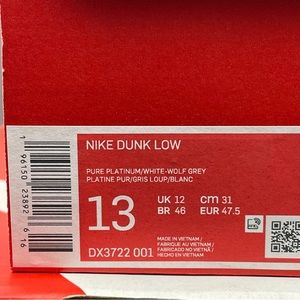 NIKE DUNK LOW
PURE PLATINUM/WHITE-WOLF GREY
PLATINE PUR/GRIS LOUP/BLANC
13
UK 12
cm 31
BR 46
EUR 47.5
DX3722 001
MADE IN VIETNAM /
FABRIQUÉ AU VIETNAM /
FABRICADO NO VIETNÃ /
HECHO EN VIETNAM
1 96150 23892 6 16